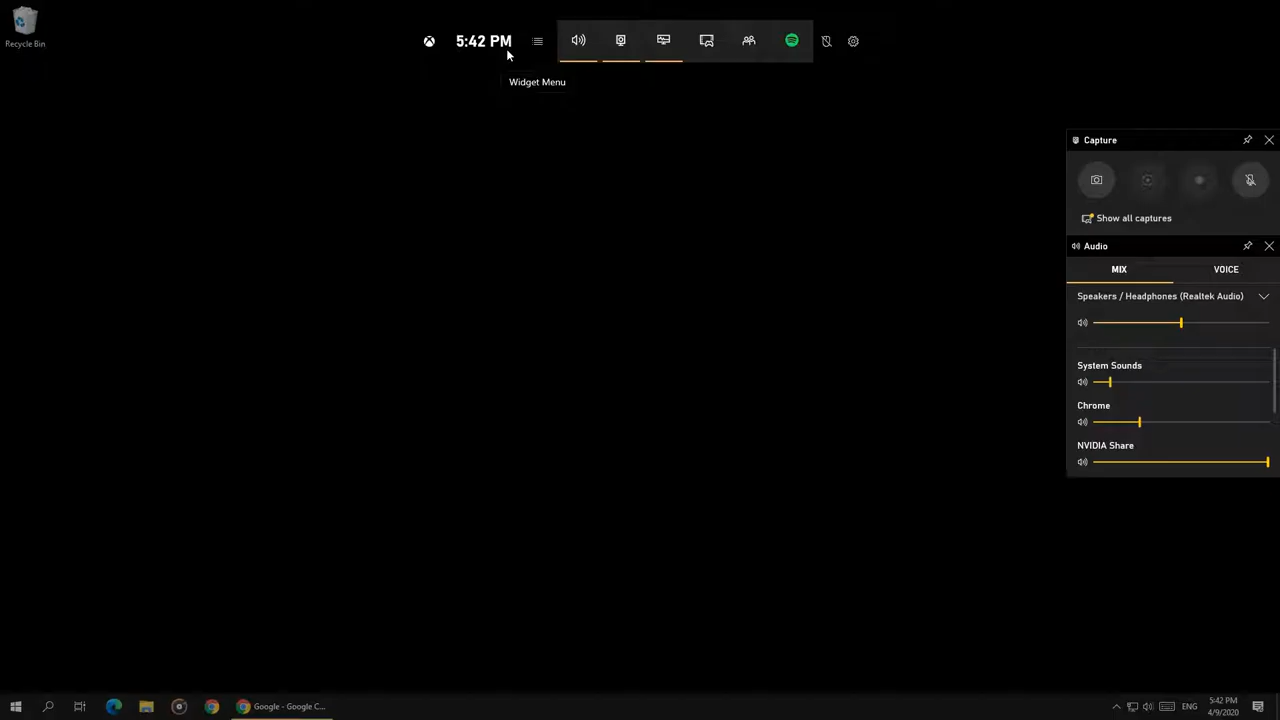 Recycle Bin
5:42 PM
Widget Menu
Capture
Show all captures
Audio
MIX
VOICE
Speakers / Headphones (Realtek Audio)
System Sounds
Chrome
NVIDIA Share
Google - Google C...
ENG
5:42 PM
4/9/2020